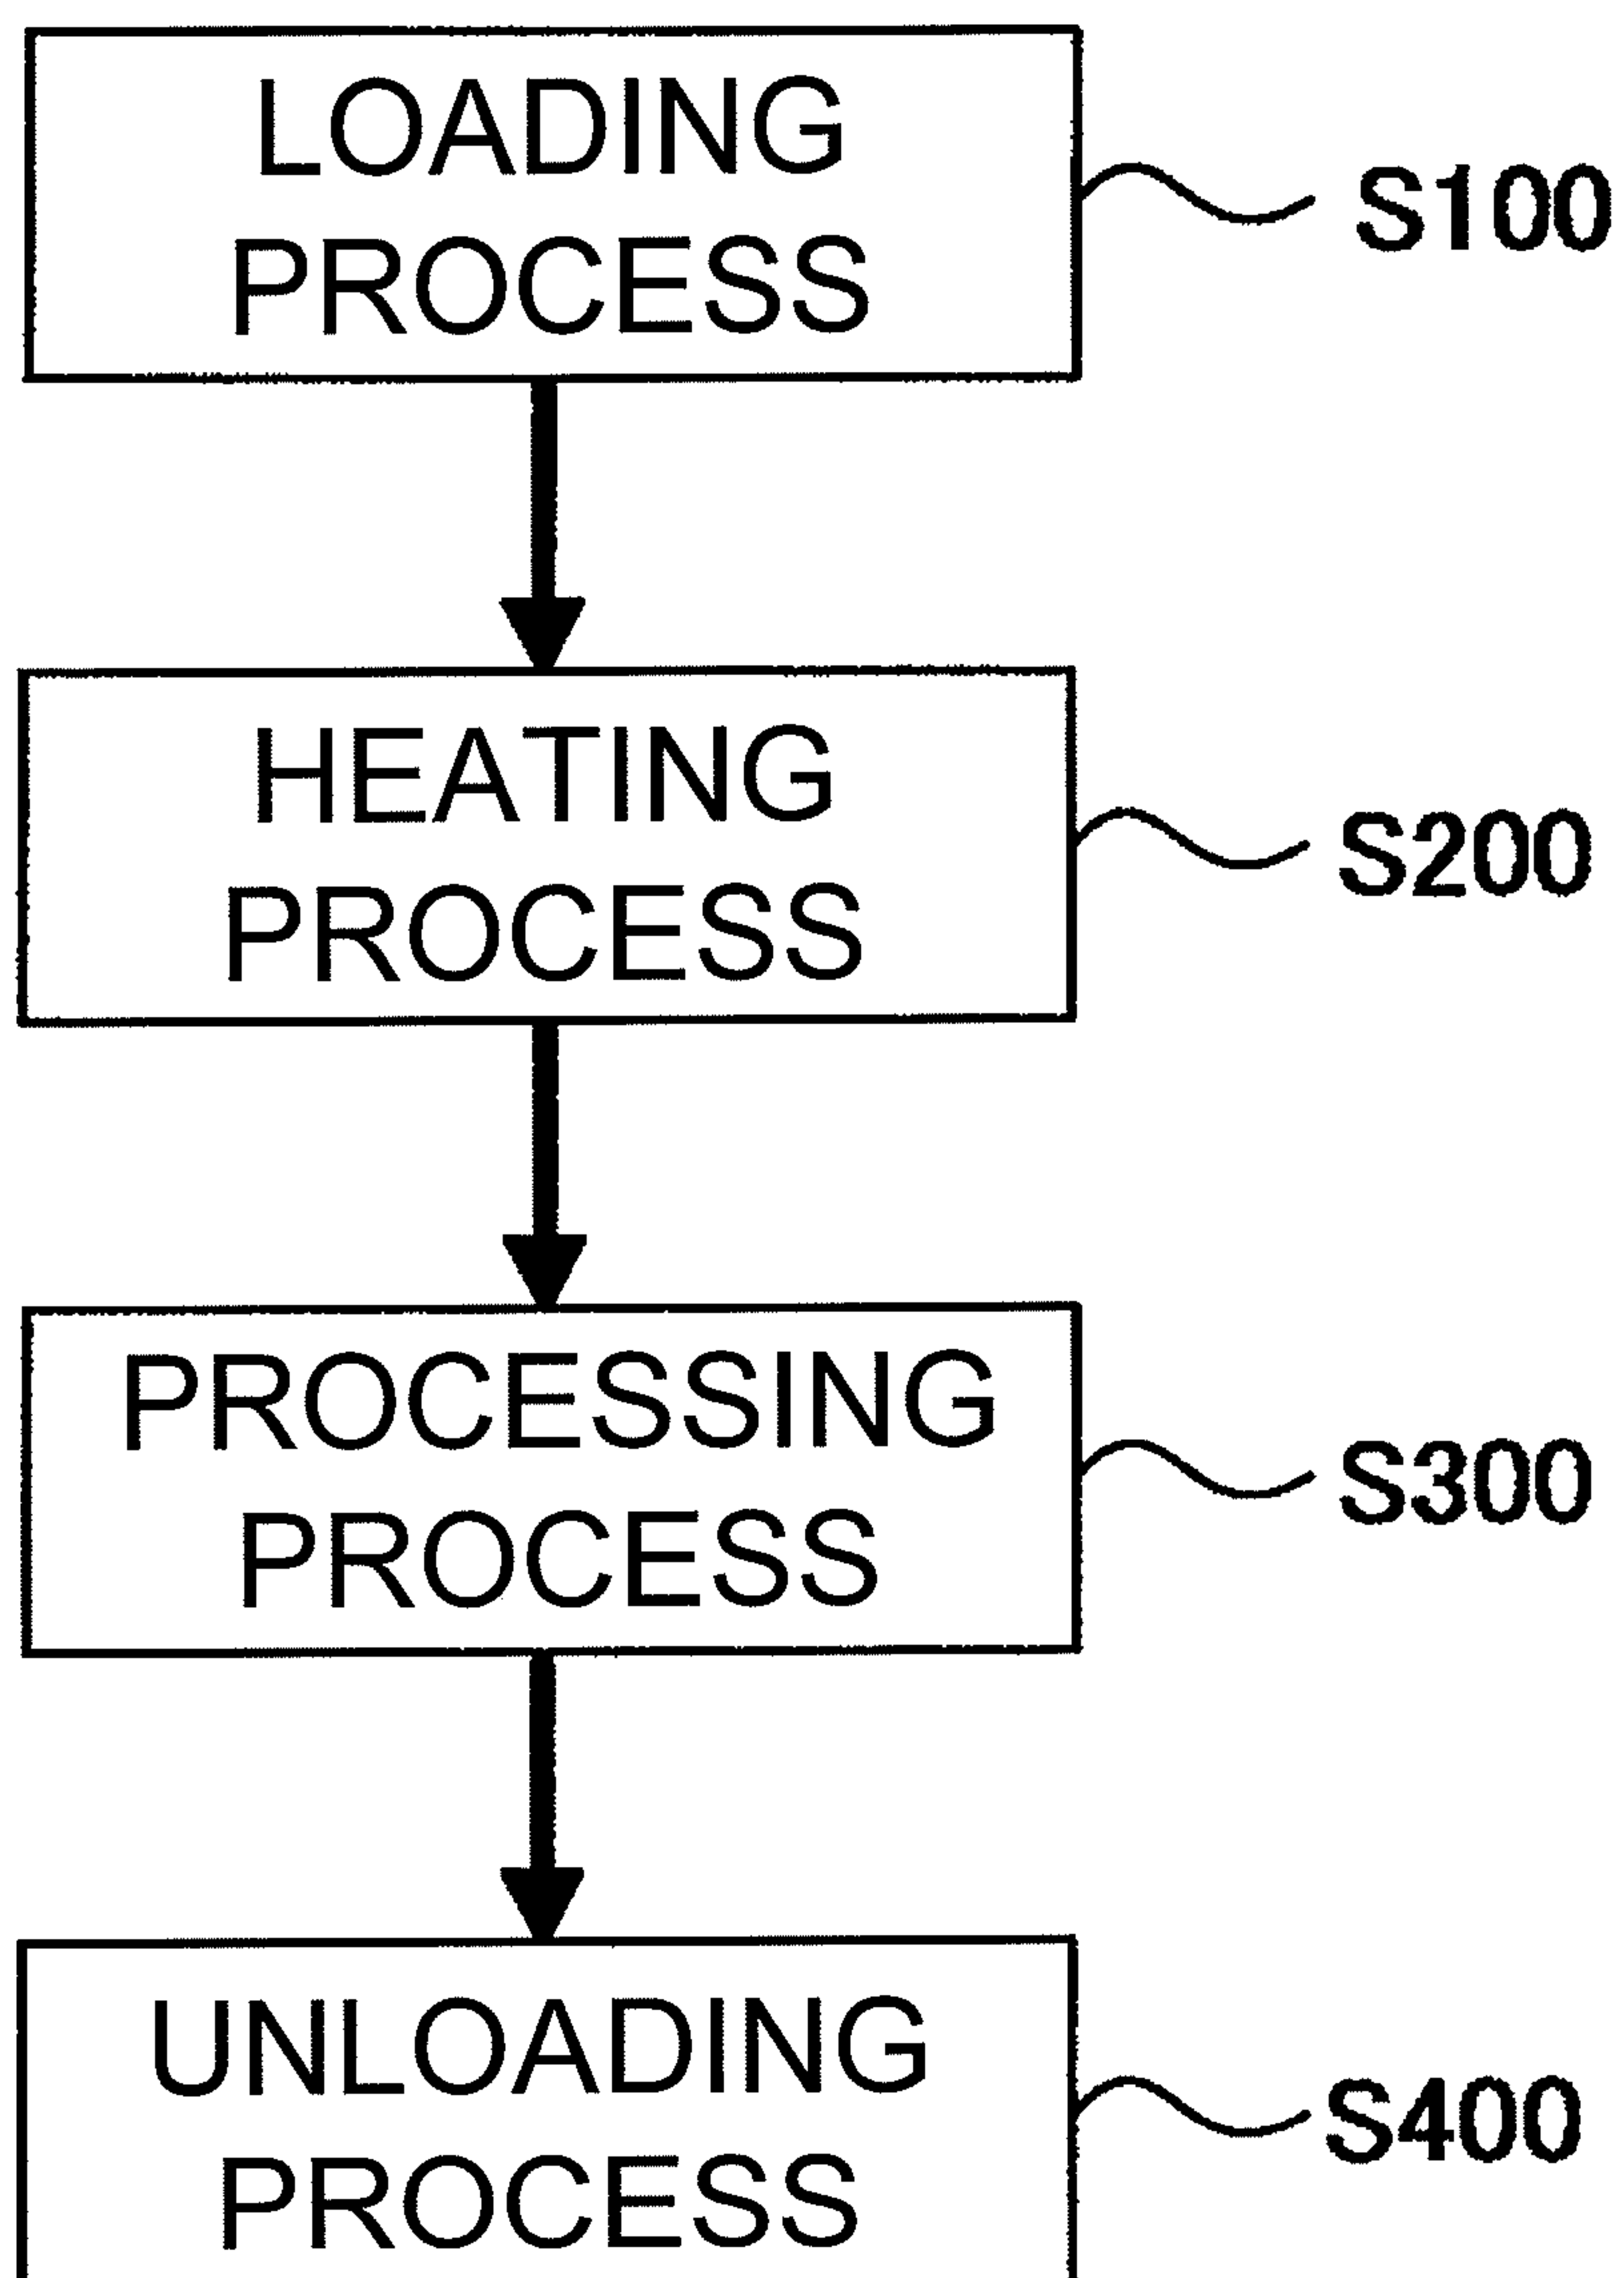 LOADING
PROCESS
S100
HEATING
PROCESS
S200
PROCESSING
PROCESS
S300
UNLOADING
PROCESS
S400